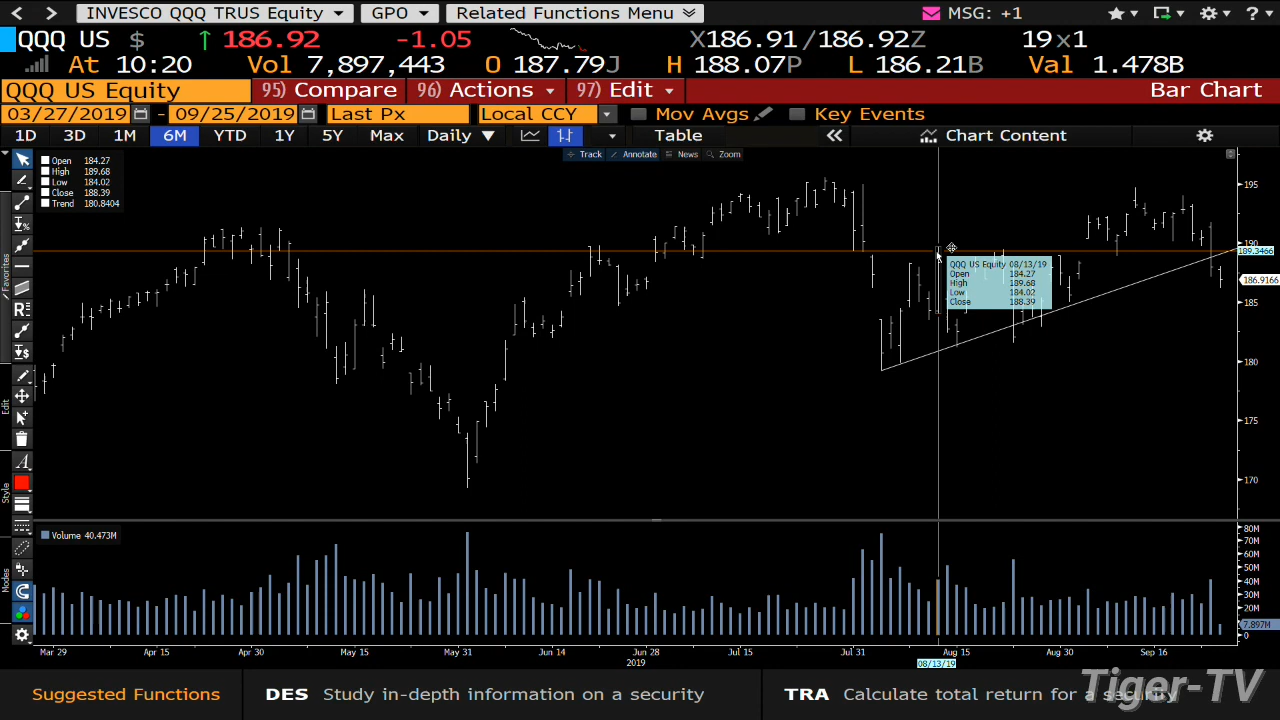 INVESCO QQQ TRUS Equity GPO Related Functions Menu MSG: +1 ?
QQQ US $ ↑ 186.92 -1.05 X186.91/186.92Z 19x1
At 10:20 Vol 7,897,443 O 187.79J H 188.07P L 186.21B Val 1.478B
QQQ US Equity 95) Compare 96) Actions 97) Edit Bar Chart
03/27/2019 - 09/25/2019 Last Px Local CCY Mov Avgs Key Events
1D 3D 1M 6M YTD 1Y 5Y Max Daily ▼ Table « Chart Content
Track Annotate News Zoom
Open 184.27
High 189.68
Low 184.02
Close 188.39
Trend 180.8404
195
190
189.3466
186.9166
185
180
175
170
QQQ US Equity 08/13/19
Open 184.27
High 189.68
Low 184.02
Close 188.39
Favorites
Edit
Style
Modes
Volume 40.473M
80M
70M
60M
50M
40M
30M
20M
7.897M
0
Mar 29 Apr 15 Apr 30 May 15 May 31 Jun 14 Jun 28 Jul 15 Jul 31 Aug 15 Aug 30 Sep 16
2019 08/13/19
Suggested Functions DES Study in-depth information on a security TRA Calculate total return for a security
Tiger-TV